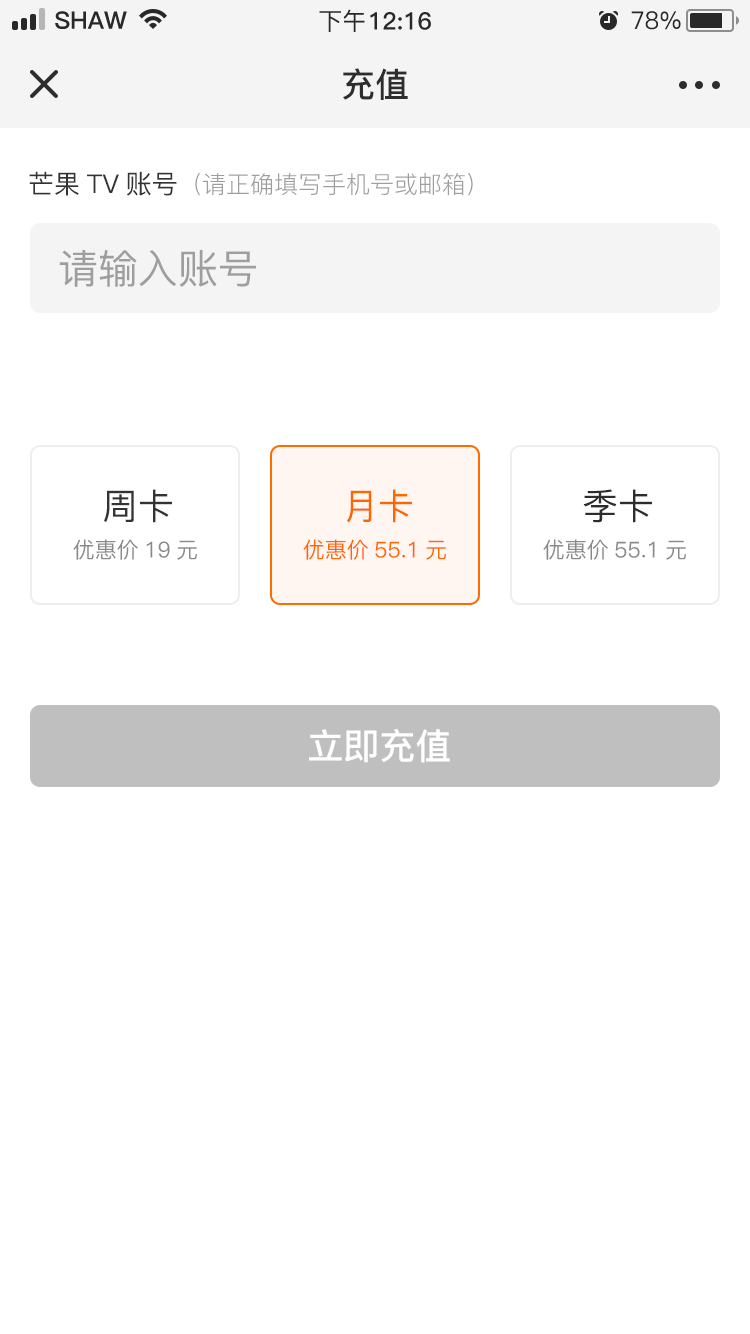 SHAW 下午12:16 78%
充值
芒果 TV 账号（请正确填写手机号或邮箱）
请输入账号
周卡 月卡 季卡
优惠价 19 元 优惠价 55.1 元 优惠价 55.1 元
立即充值